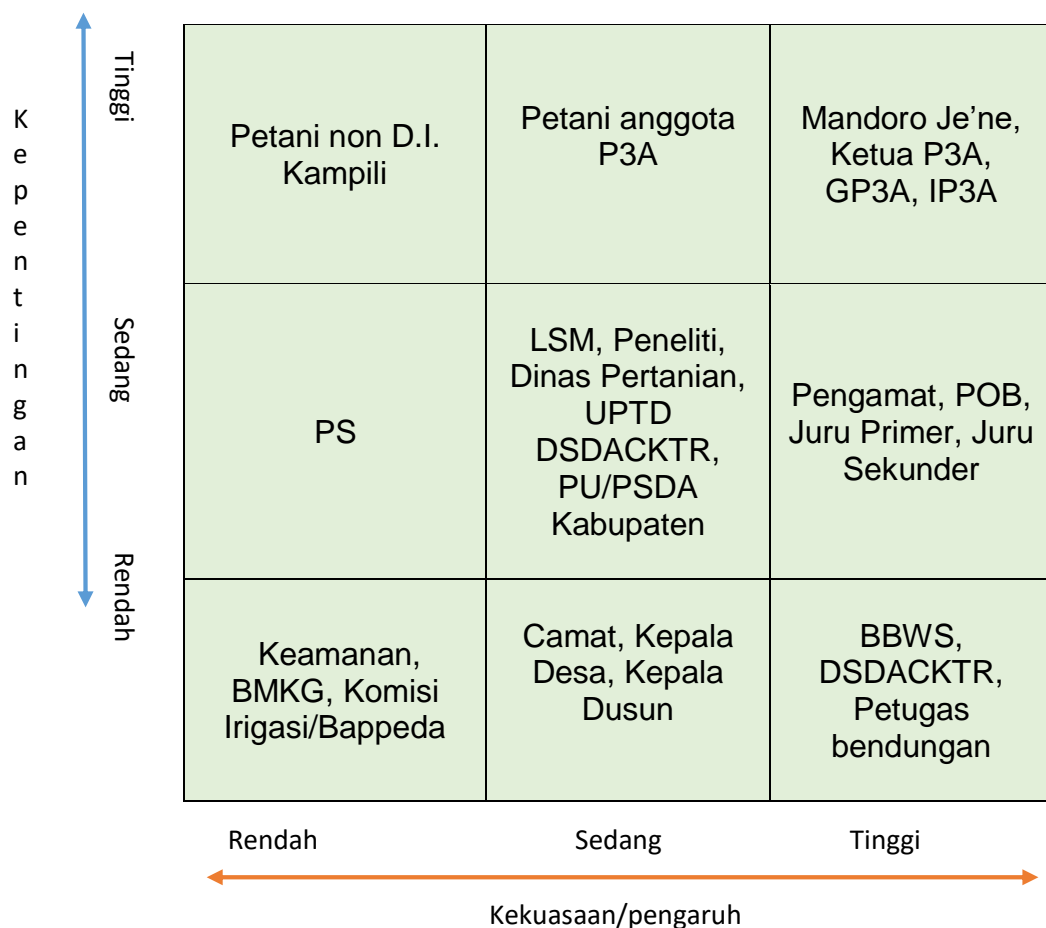 Kepentingan
Tinggi
Petani non D.I.
Kampili
Petani anggota
P3A
Mandoro Je’ne,
Ketua P3A,
GP3A, IP3A
Sedang
PS
LSM, Peneliti,
Dinas Pertanian,
UPTD
DSDACKTR,
PU/PSDA
Kabupaten
Pengamat, POB,
Juru Primer, Juru
Sekunder
Rendah
Keamanan,
BMKG, Komisi
Irigasi/Bappeda
Camat, Kepala
Desa, Kepala
Dusun
BBWS,
DSDACKTR,
Petugas
bendungan
Rendah
Sedang
Tinggi
Kekuasaan/pengaruh